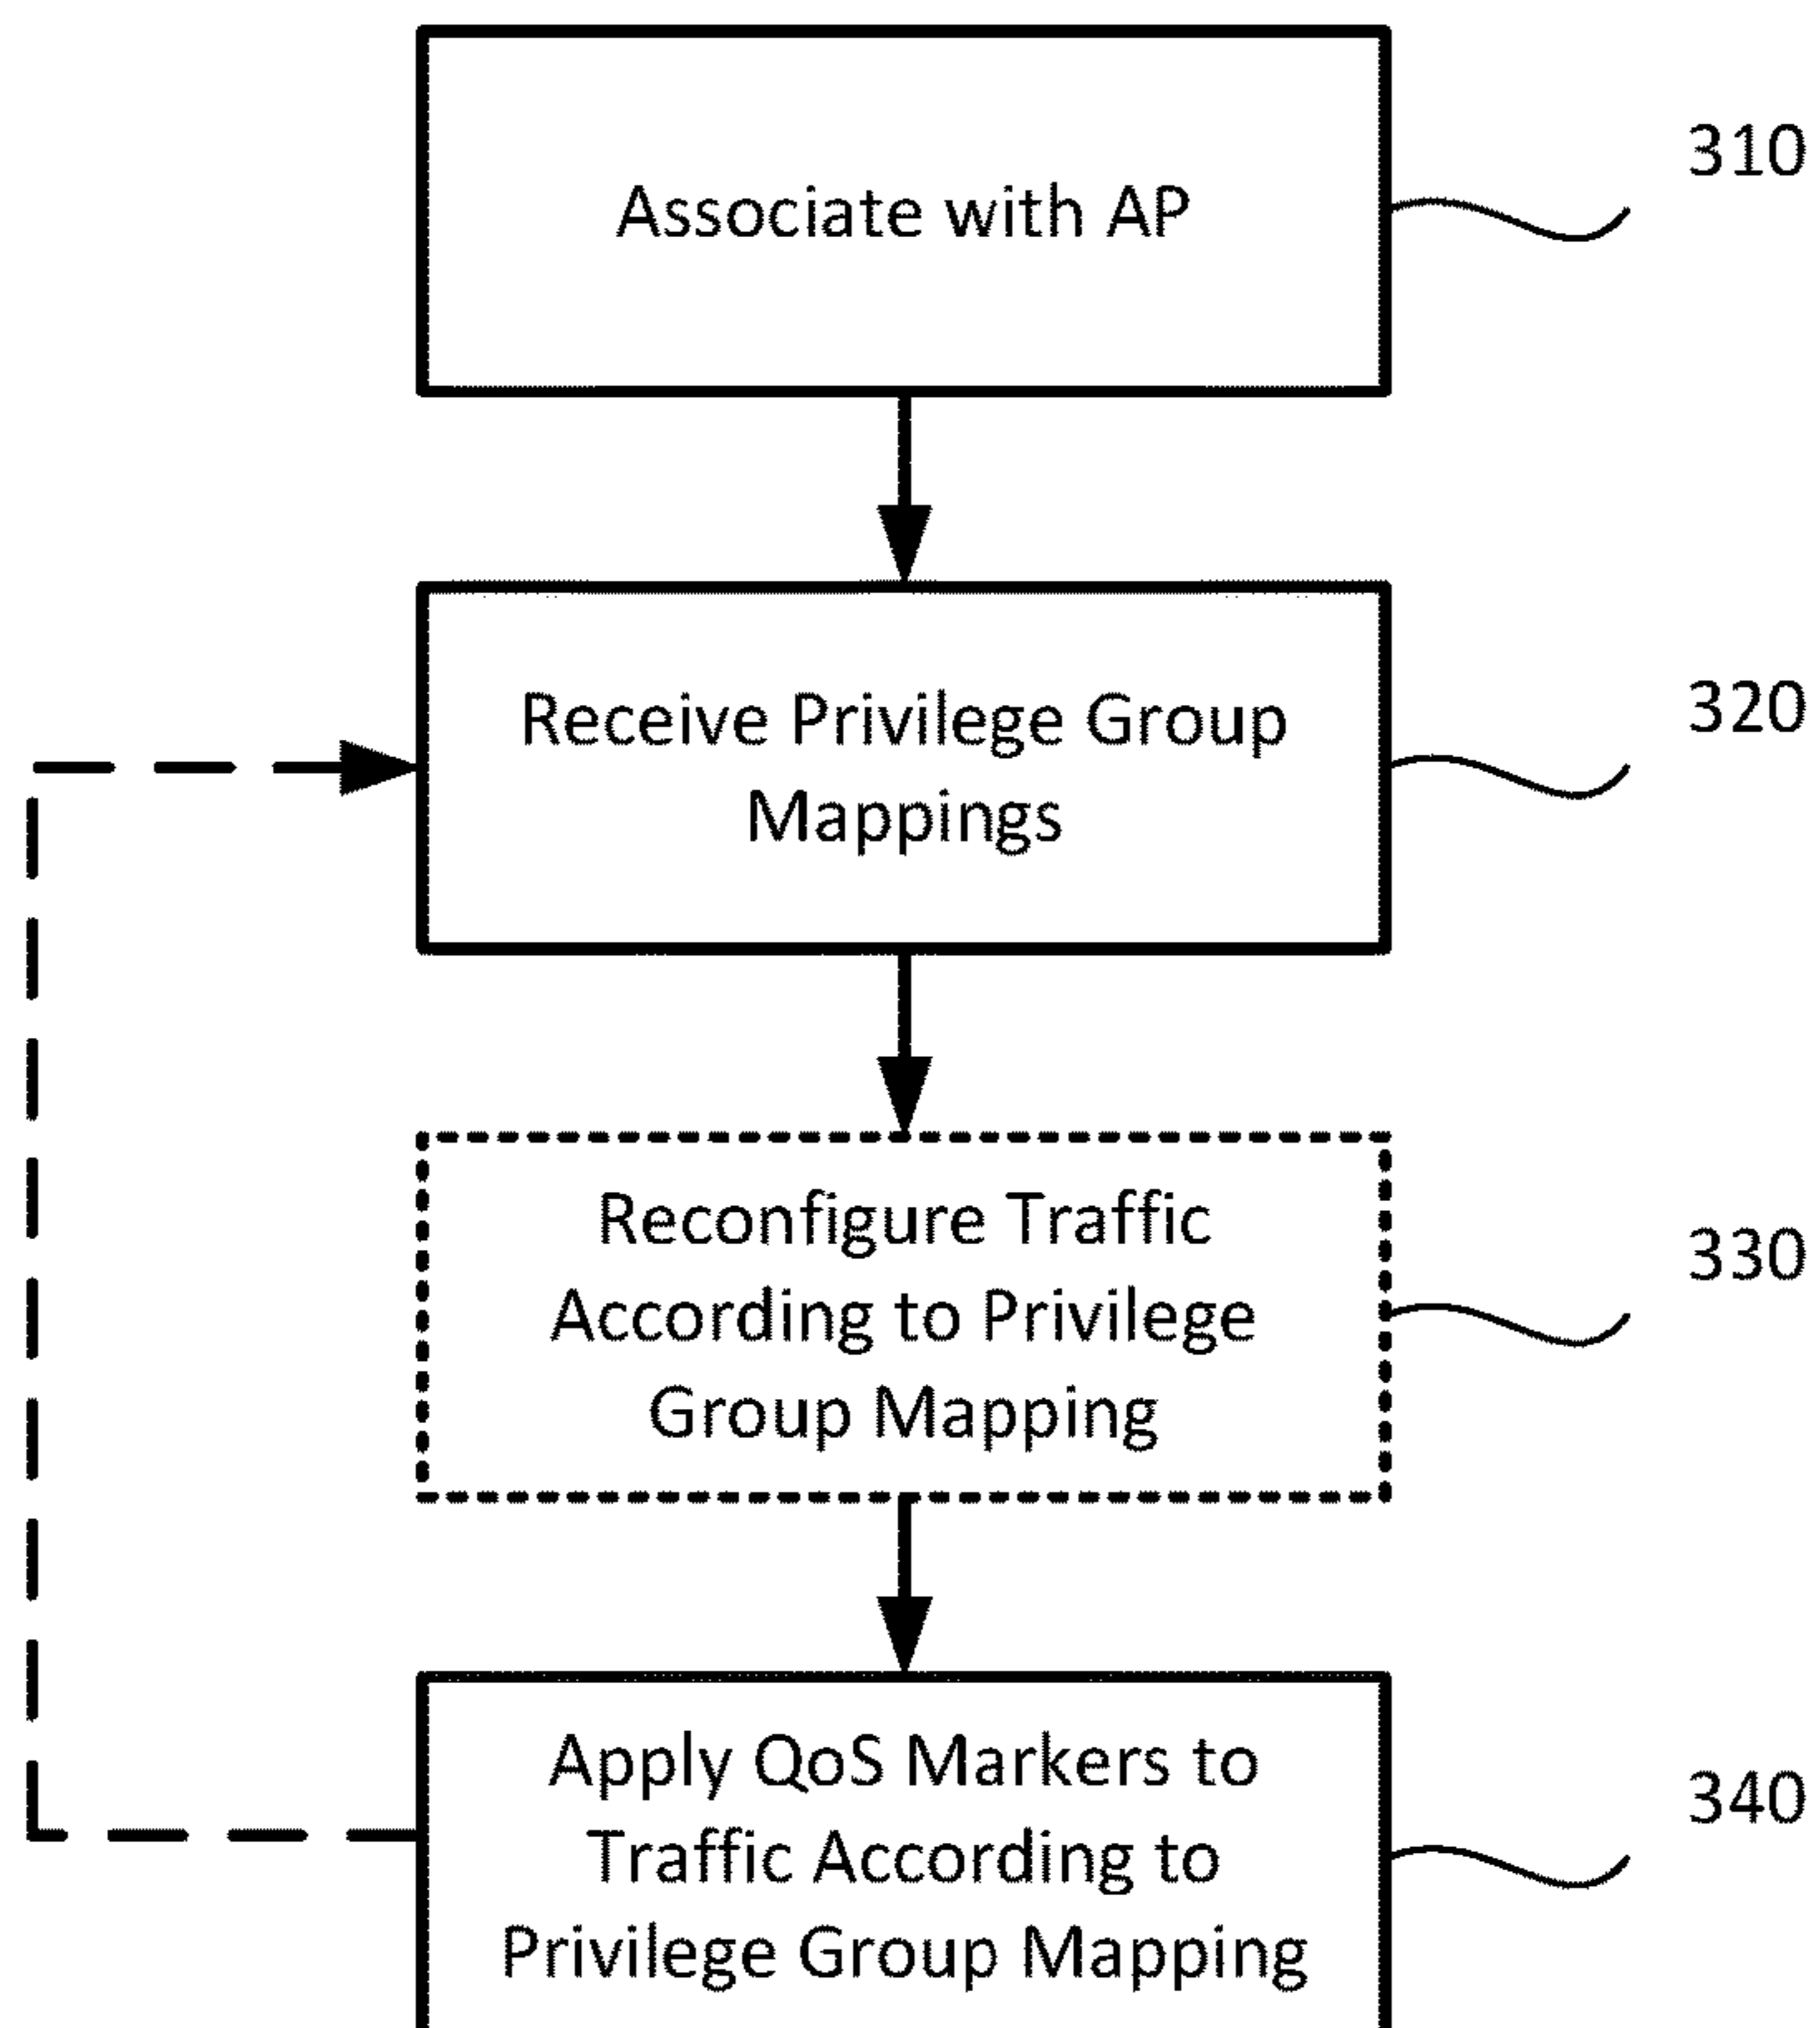 Associate with AP
310
Receive Privilege Group
Mappings
320
Reconfigure Traffic
According to Privilege
Group Mapping
330
Apply QoS Markers to
Traffic According to
Privilege Group Mapping
340